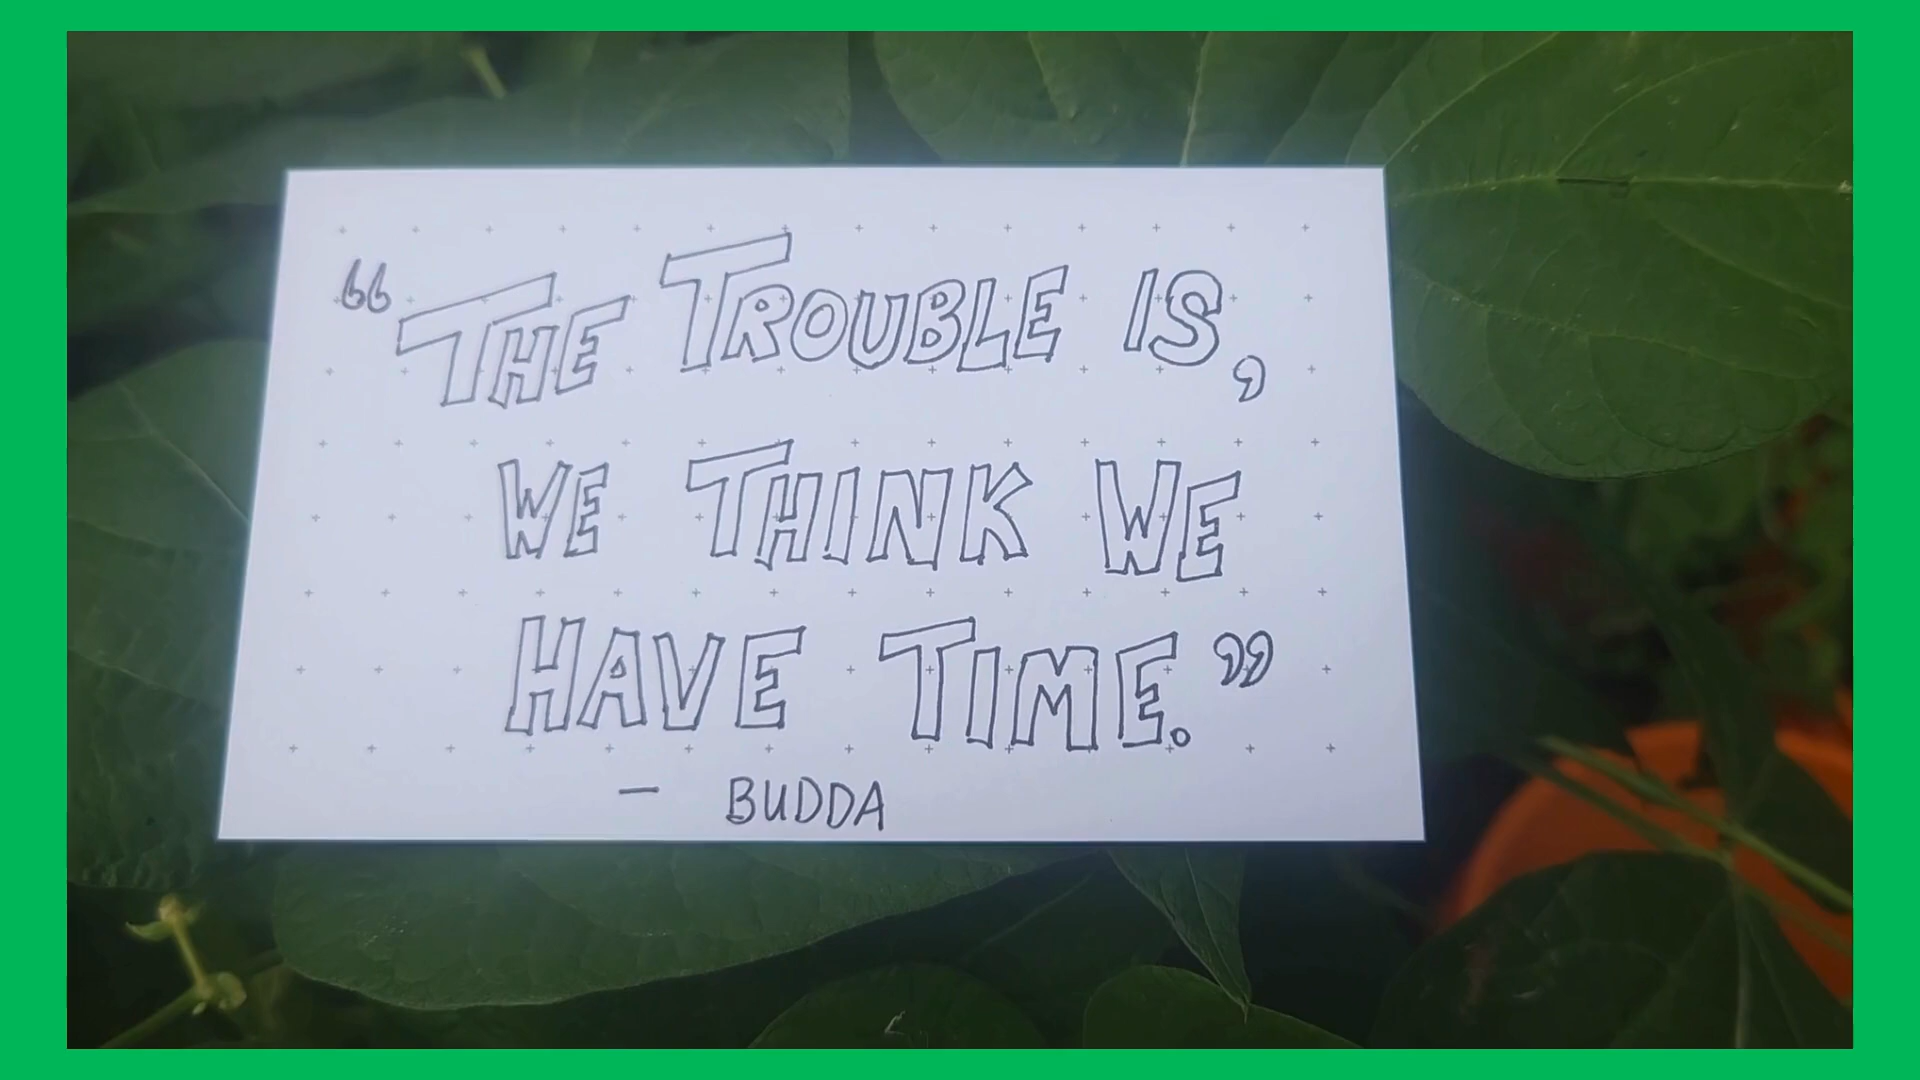 “THE TROUBLE IS,
WE THINK WE
HAVE TIME.”
— BUDDA